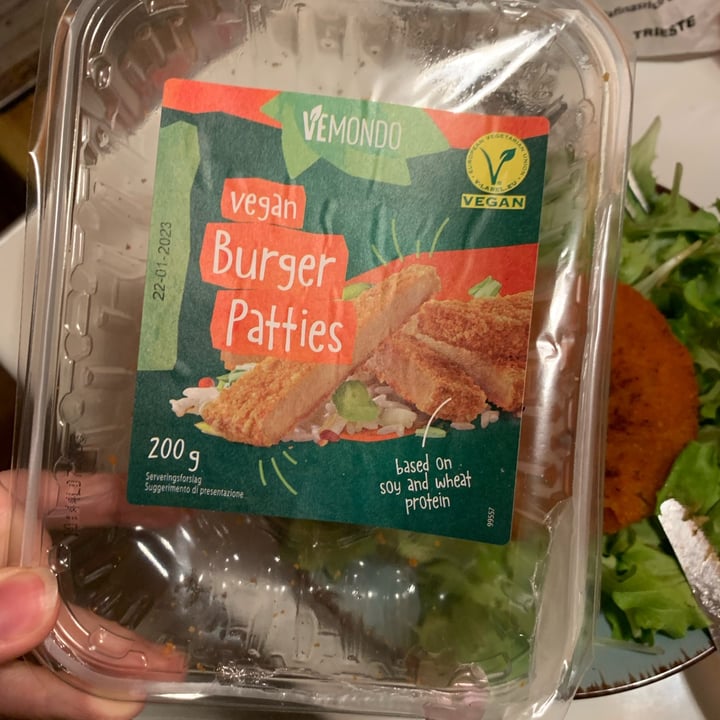 TRIESTE
VEMONDO
EUROPEAN VEGETARIAN UNION
V-LABEL.EU
VEGAN
vegan
Burger
Patties
22-01-2023
200 g
Serveringsforslag
Suggerimento di presentazione
based on
soy and wheat
protein
99557